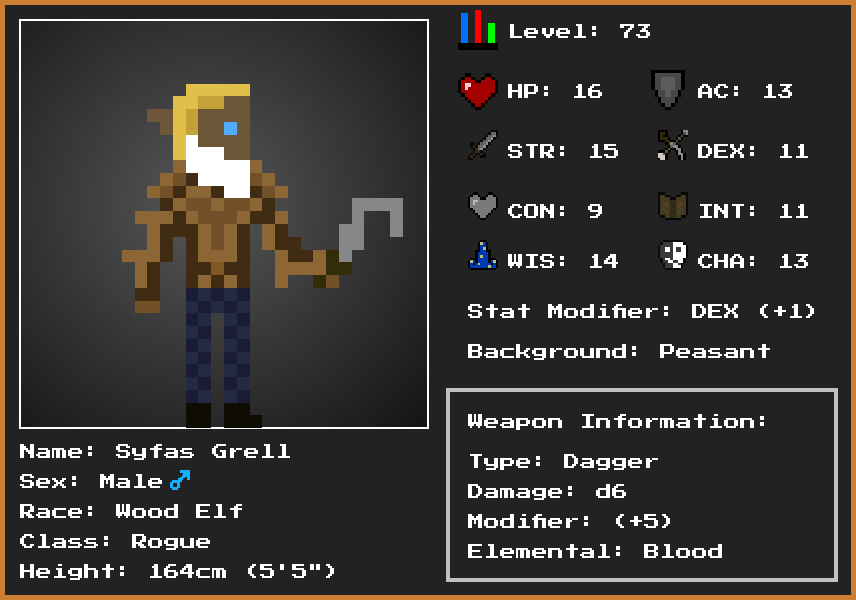 Level: 73
HP: 16 AC: 13
STR: 15 DEX: 11
CON: 9 INT: 11
WIS: 14 CHA: 13
Stat Modifier: DEX (+1)
Background: Peasant
Weapon Information:
Type: Dagger
Damage: d6
Modifier: (+5)
Elemental: Blood
Name: Syfas Grell
Sex: Male ♂
Race: Wood Elf
Class: Rogue
Height: 164cm (5'5")